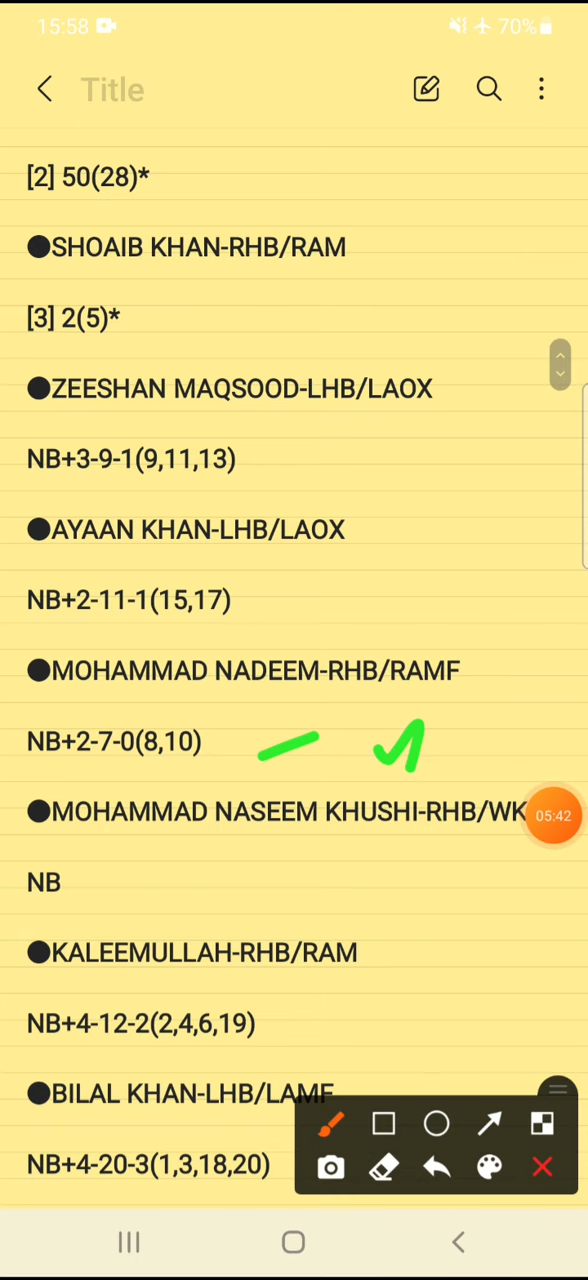 15:58
70%
Title
[2] 50(28)*
●SHOAIB KHAN-RHB/RAM
[3] 2(5)*
●ZEESHAN MAQSOOD-LHB/LAOX
NB+3-9-1(9,11,13)
●AYAAN KHAN-LHB/LAOX
NB+2-11-1(15,17)
●MOHAMMAD NADEEM-RHB/RAMF
NB+2-7-0(8,10)
●MOHAMMAD NASEEM KHUSHI-RHB/WK
05:42
NB
●KALEEMULLAH-RHB/RAM
NB+4-12-2(2,4,6,19)
●BILAL KHAN-LHB/LAMF
NB+4-20-3(1,3,18,20)